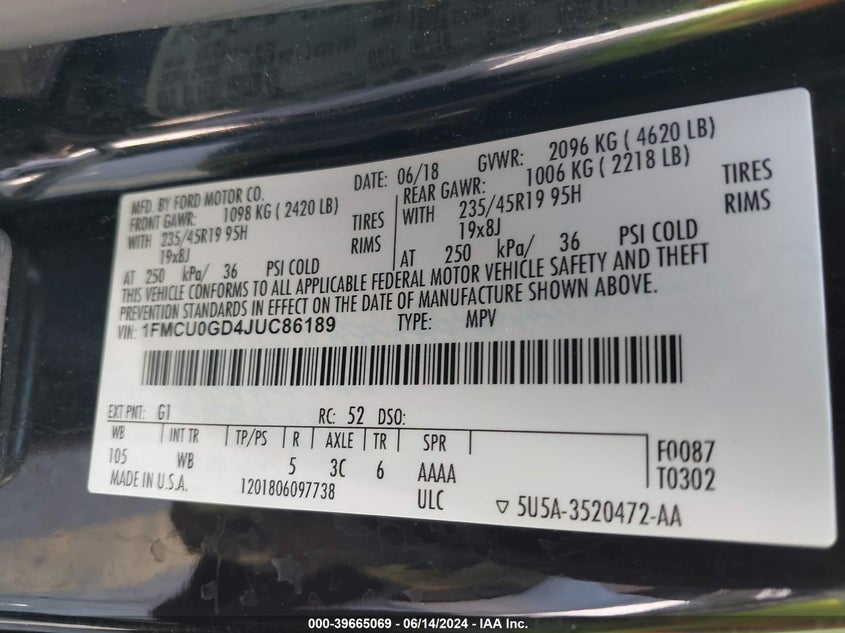 MFD. BY FORD MOTOR CO. DATE: 06/18 GVWR: 2096 KG ( 4620 LB)
FRONT GAWR: 1098 KG ( 2420 LB) REAR GAWR: 1006 KG ( 2218 LB)
WITH 235/45R19 95H TIRES WITH 235/45R19 95H TIRES
19x8J RIMS 19x8J RIMS
AT 250 kPa/ 36 PSI COLD AT 250 kPa/ 36 PSI COLD
THIS VEHICLE CONFORMS TO ALL APPLICABLE FEDERAL MOTOR VEHICLE SAFETY AND THEFT
PREVENTION STANDARDS IN EFFECT ON THE DATE OF MANUFACTURE SHOWN ABOVE.
VIN: 1FMCU0GD4JUC86189 TYPE: MPV
EXT PNT: G1 RC: 52 DSO:
WB INT TR TP/PS R AXLE TR SPR
105 WB 5 3C 6 AAAA
F0087
T0302
MADE IN U.S.A. 1201806097738 ULC ▽ 5U5A-3520472-AA
000-39665069 - 06/14/2024 - IAA Inc.